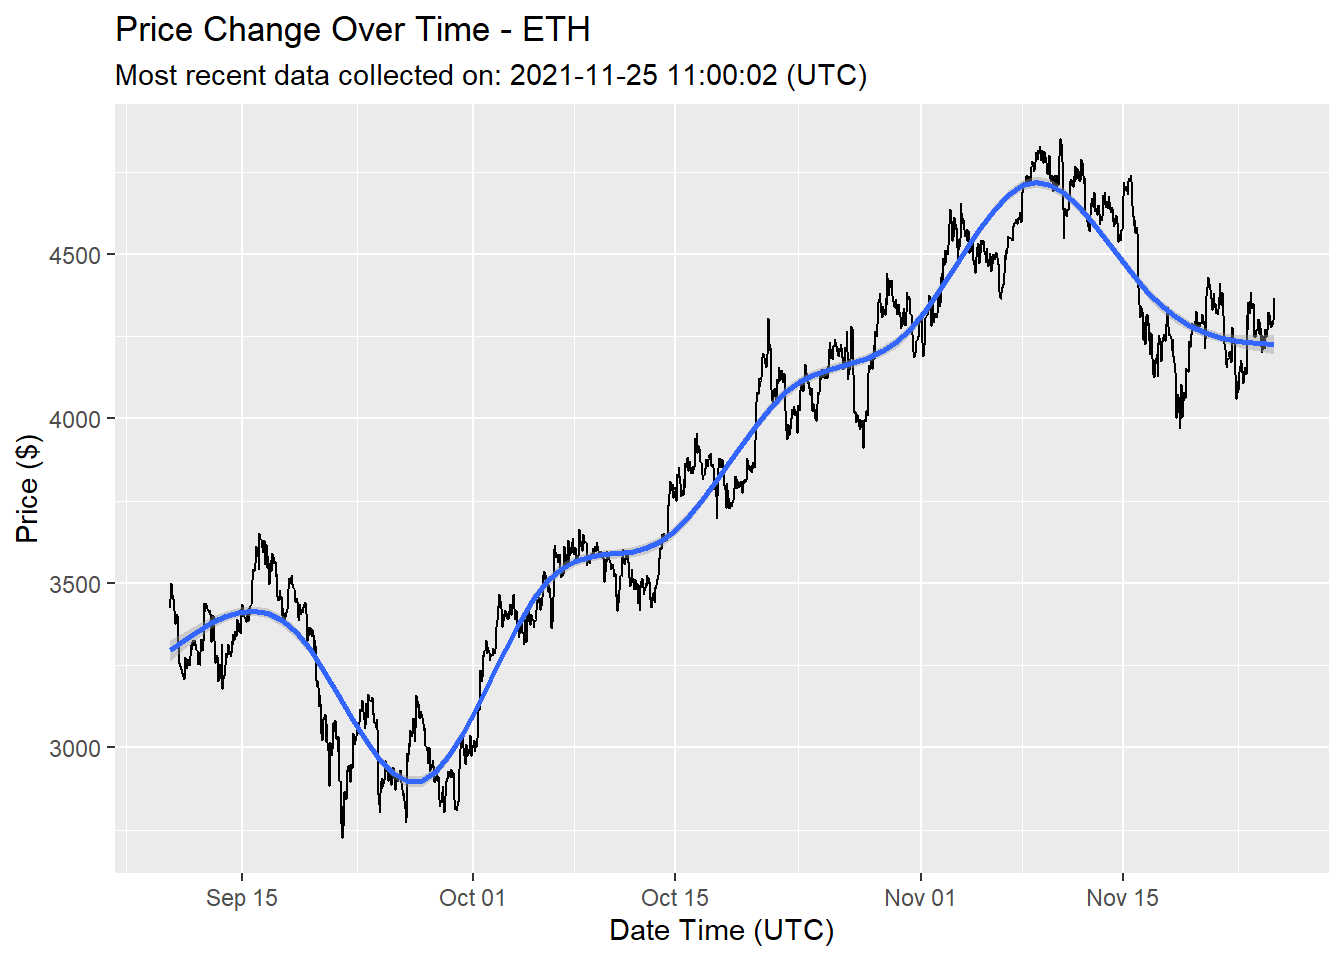 Price Change Over Time - ETH
Most recent data collected on: 2021-11-25 11:00:02 (UTC)
Price ($)
4500
4000
3500
3000
Sep 15
Oct 01
Oct 15
Nov 01
Nov 15
Date Time (UTC)